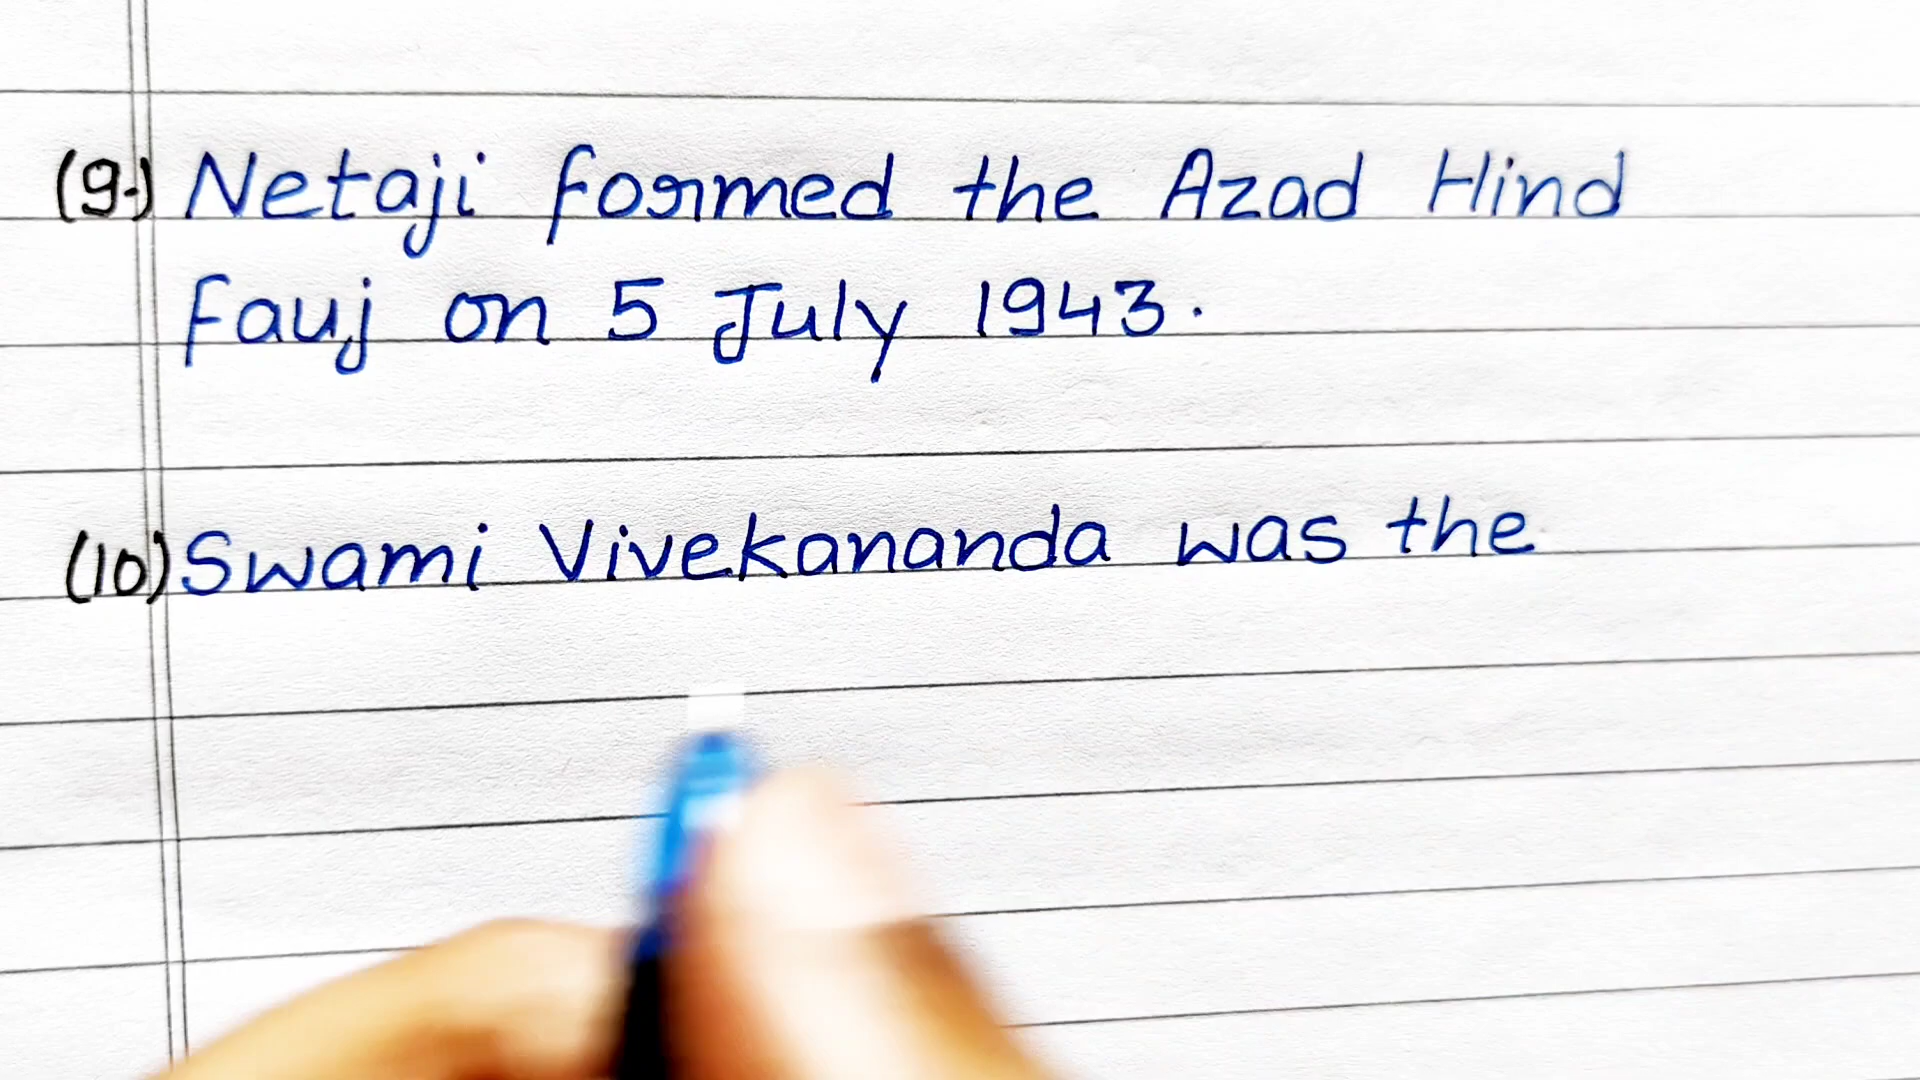 (9.) Netaji formed the Azad Hind
Fauj on 5 July 1943.
(10) Swami Vivekananda was the